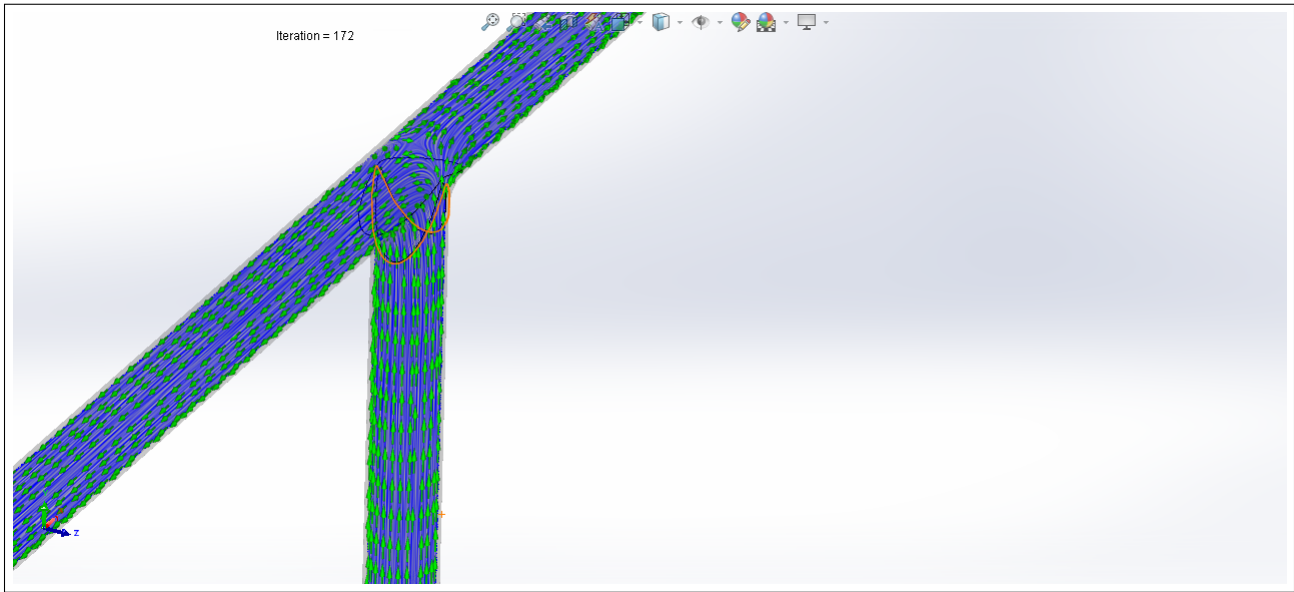 Iteration = 172
z